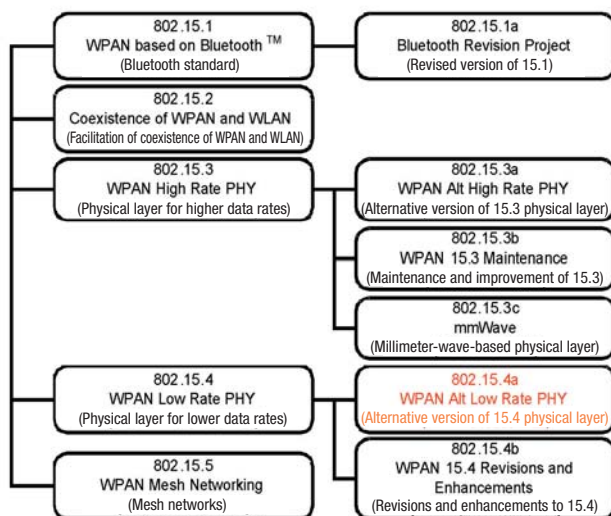 802.15.1
WPAN based on Bluetooth ™
(Bluetooth standard)
802.15.1a
Bluetooth Revision Project
(Revised version of 15.1)
802.15.2
Coexistence of WPAN and WLAN
(Facilitation of coexistence of WPAN and WLAN)
802.15.3
WPAN High Rate PHY
(Physical layer for higher data rates)
802.15.3a
WPAN Alt High Rate PHY
(Alternative version of 15.3 physical layer)
802.15.3b
WPAN 15.3 Maintenance
(Maintenance and improvement of 15.3)
802.15.3c
mmWave
(Millimeter-wave-based physical layer)
802.15.4
WPAN Low Rate PHY
(Physical layer for lower data rates)
802.15.4a
WPAN Alt Low Rate PHY
(Alternative version of 15.4 physical layer)
802.15.4b
WPAN 15.4 Revisions and
Enhancements
(Revisions and enhancements to 15.4)
802.15.5
WPAN Mesh Networking
(Mesh networks)